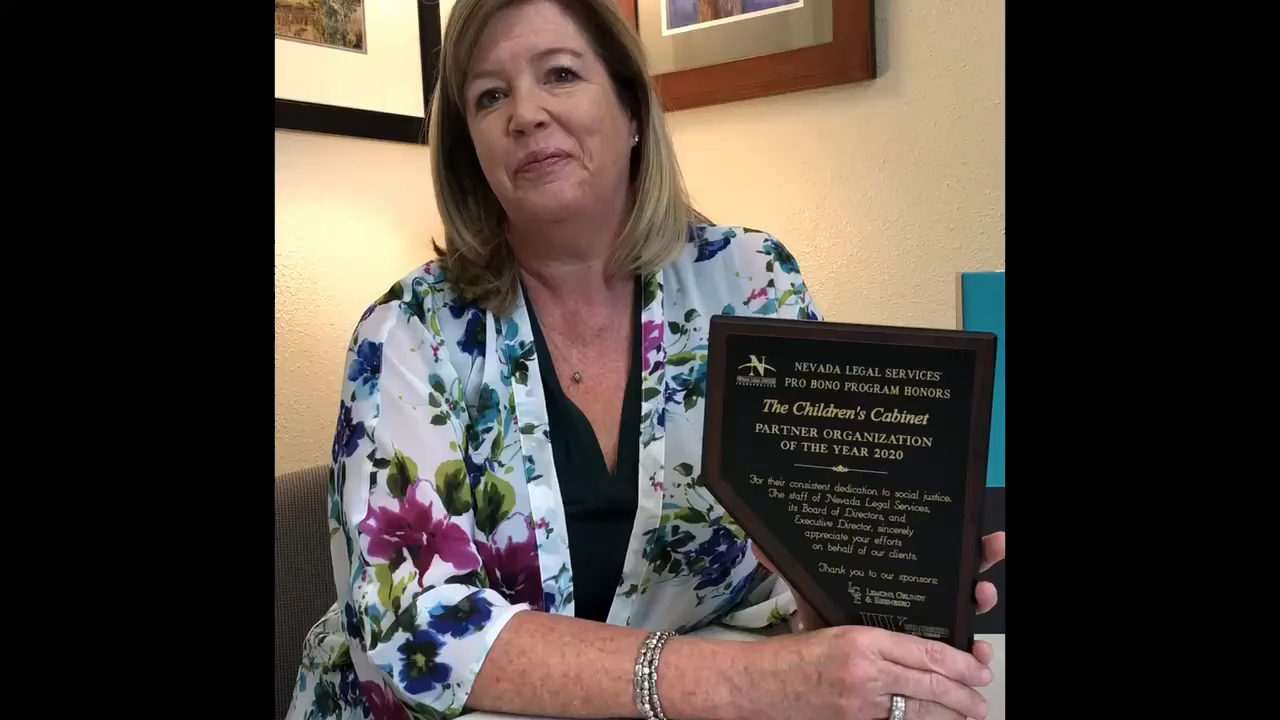 N
NEVADA LEGAL SERVICES'
PRO BONO PROGRAM HONORS
The Children's Cabinet
PARTNER ORGANIZATION
OF THE YEAR 2020
For their consistent dedication to social justice.
The staff of Nevada Legal Services,
its Board of Directors, and
Executive Director, sincerely
appreciate your efforts
on behalf of our clients.
Thank you to our sponsors:
LGE LEMONS, GRUNDY
& EISENBERG